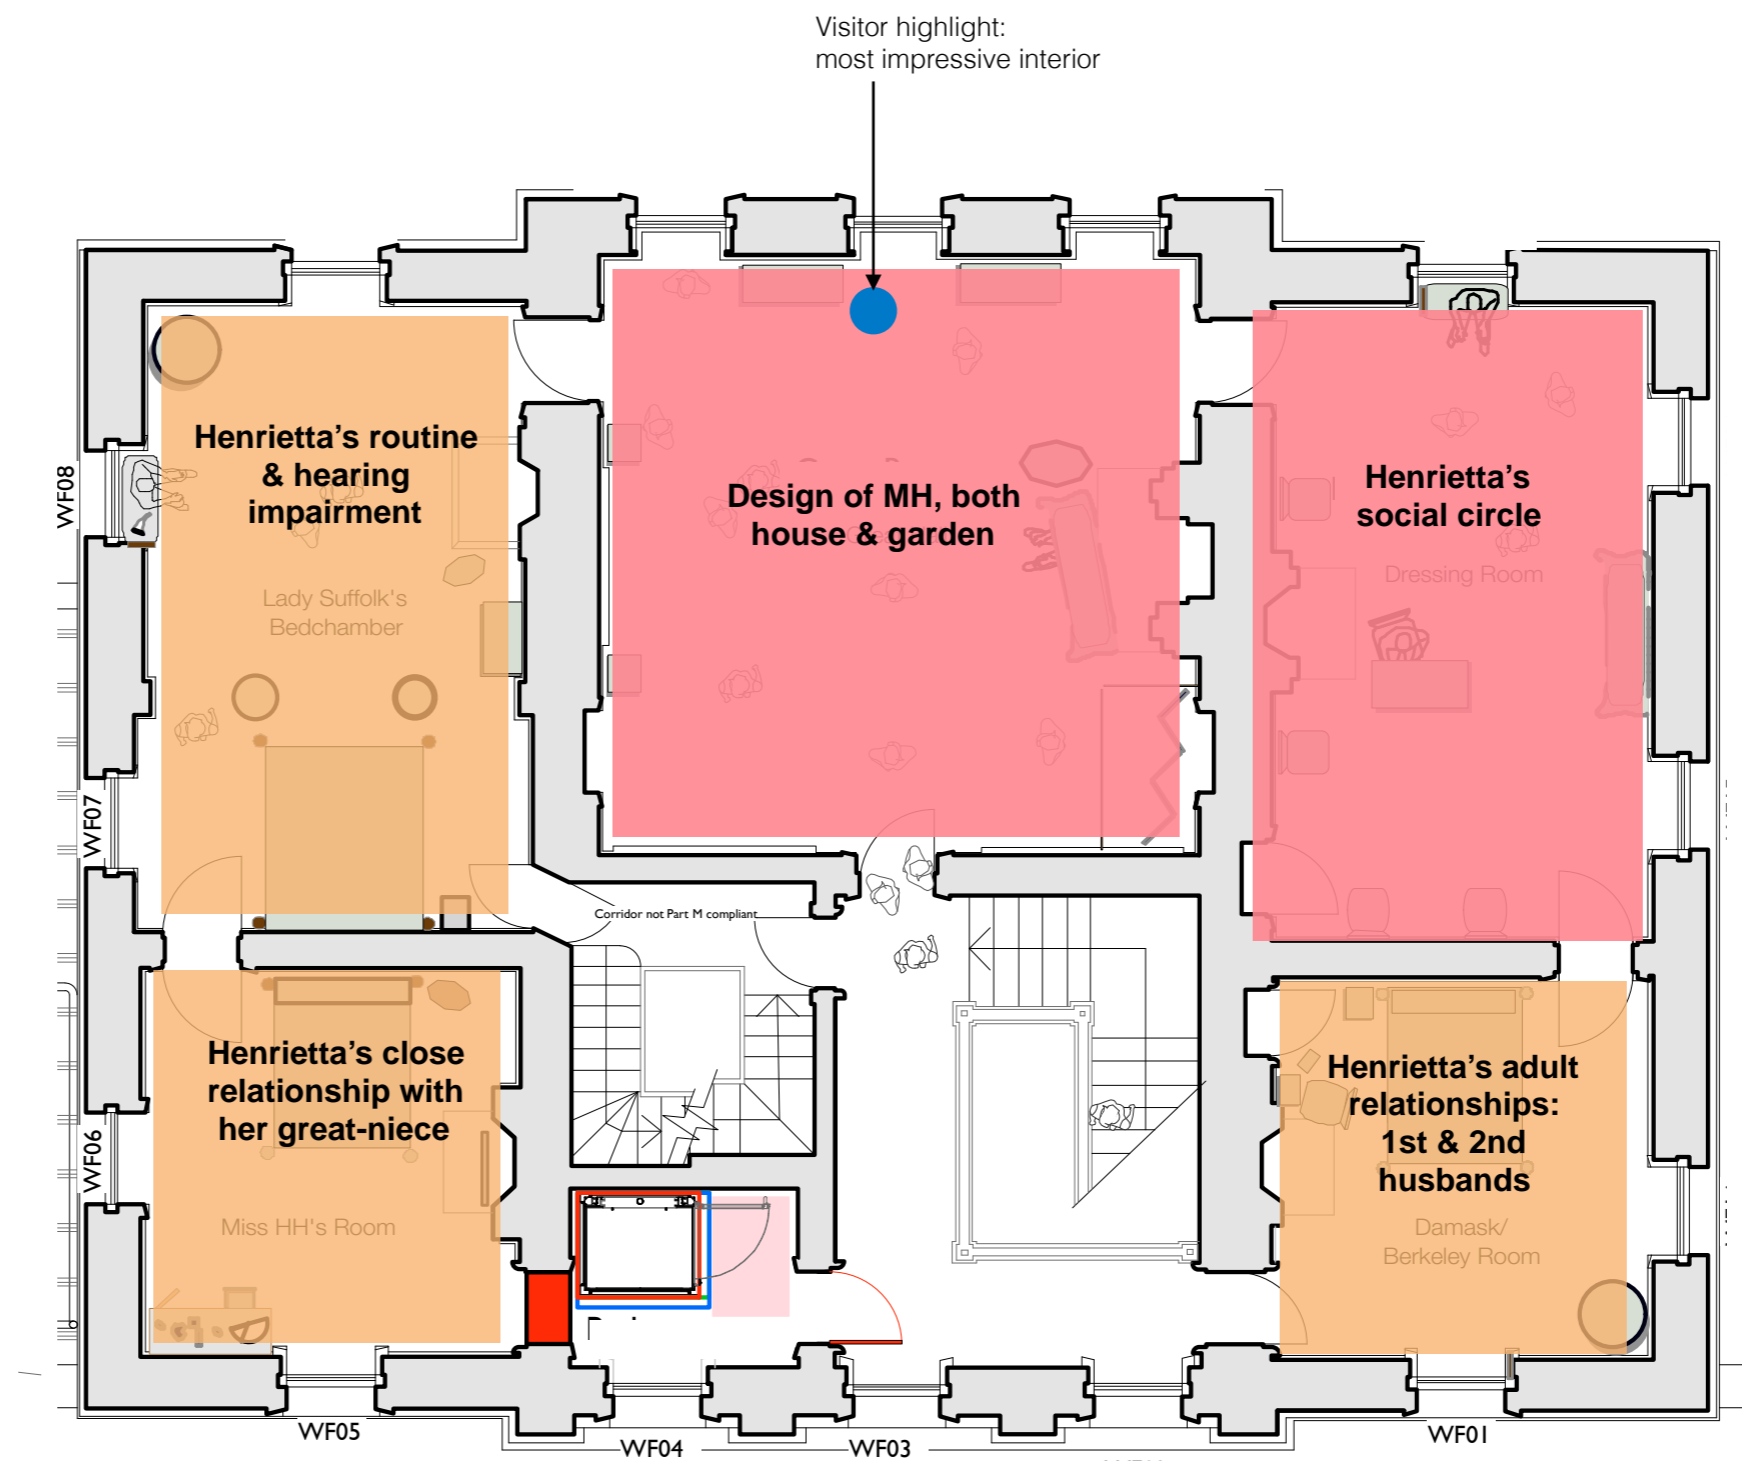 Visitor highlight:
most impressive interior
Henrietta’s routine
& hearing
impairment
Design of MH, both
house & garden
Henrietta’s
social circle
WF08
Dressing Room
Lady Suffolk's
Bedchamber
WF07
Corridor not Part M compliant
Henrietta’s close
relationship with
her great-niece
Henrietta’s adult
relationships:
1st & 2nd
husbands
WF06
Miss HH's Room
Damask/
Berkeley Room
WF05
WF04
WF03
WF01